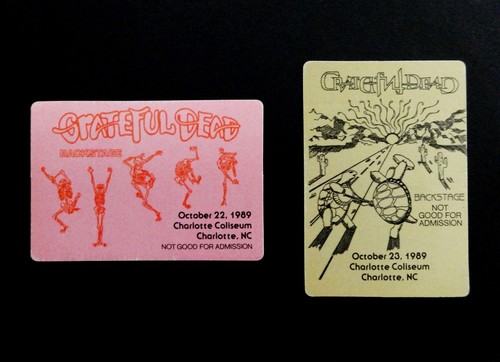 GRATEFUL DEAD
BACKSTAGE
October 22, 1989
Charlotte Coliseum
Charlotte, NC
NOT GOOD FOR ADMISSION
GRATEFUL DEAD
BACKSTAGE
NOT
GOOD FOR
ADMISSION
October 23, 1989
Charlotte Coliseum
Charlotte, NC